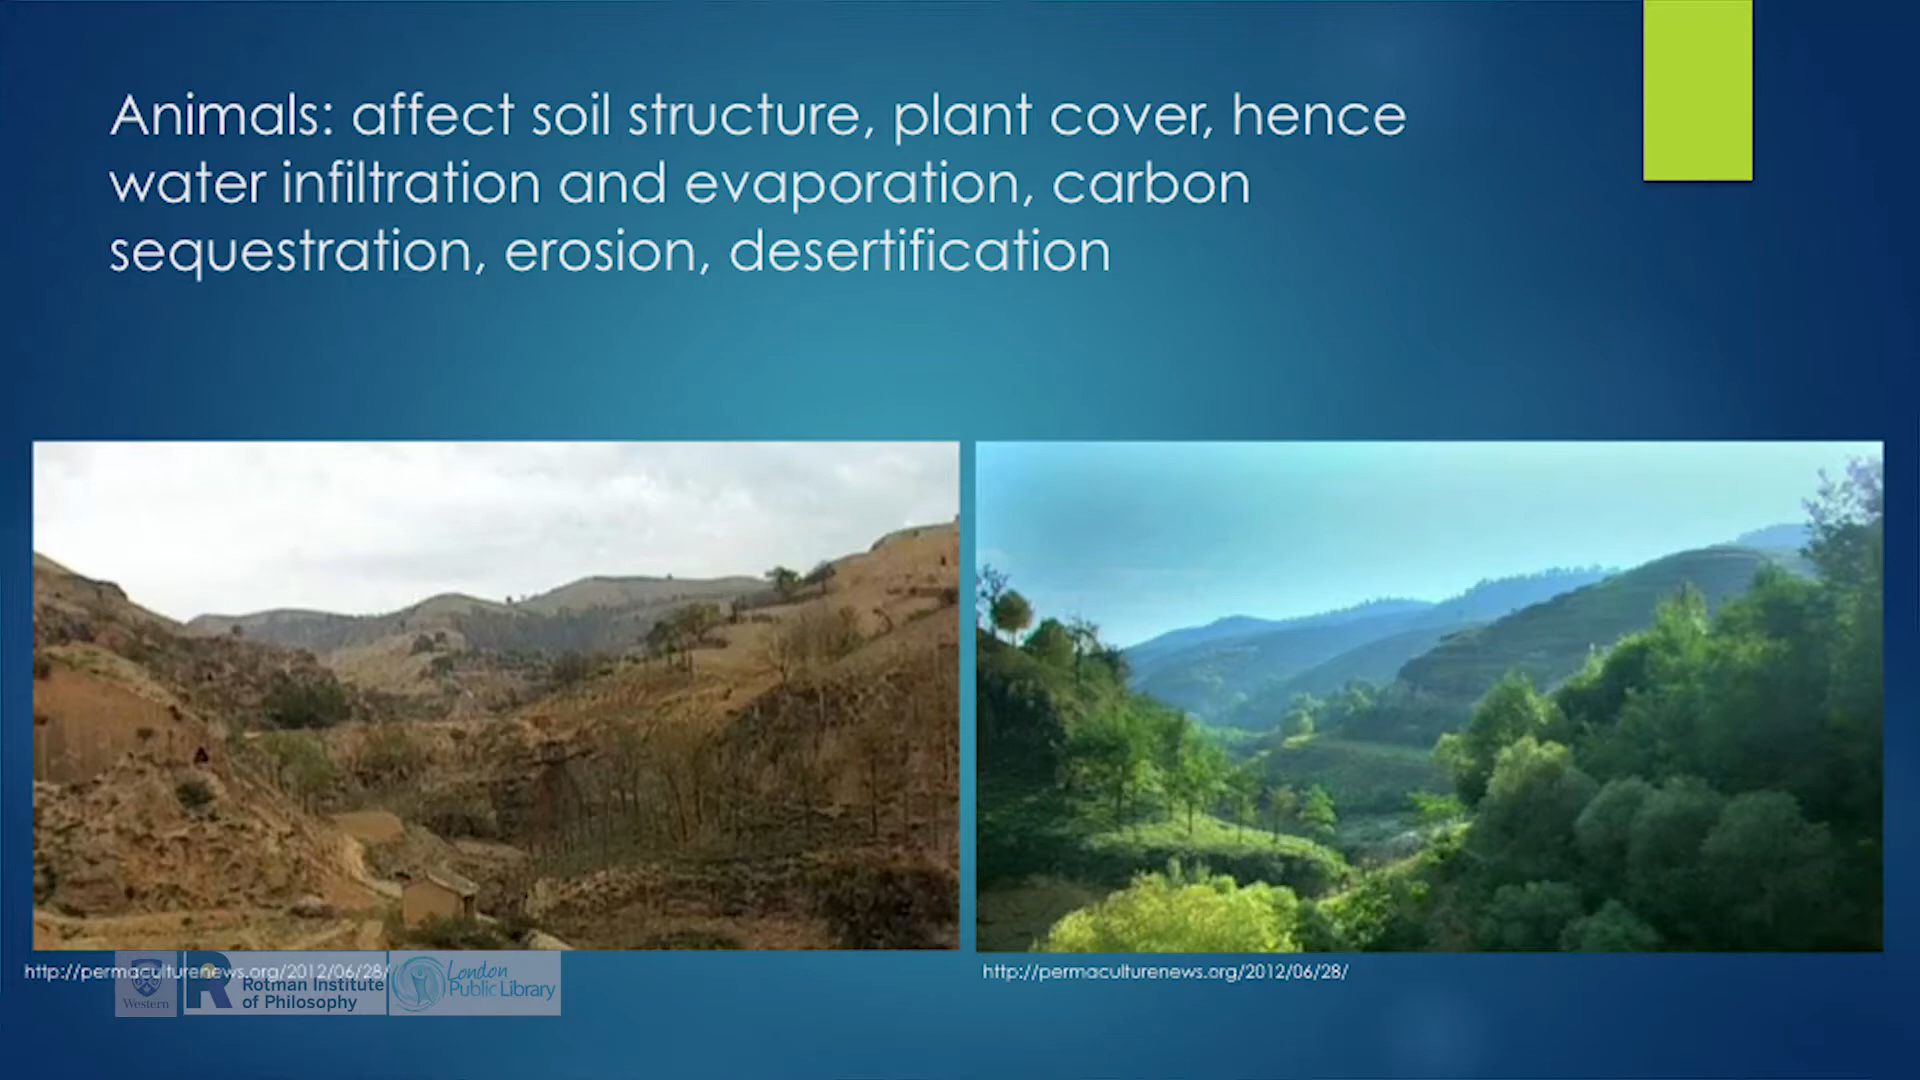 Animals: affect soil structure, plant cover, hence
water infiltration and evaporation, carbon
sequestration, erosion, desertification
http://permaculturenews.org/2012/06/28/
http://permaculturenews.org/2012/06/28/
Western
R
Rotman Institute
of Philosophy
London
Public Library